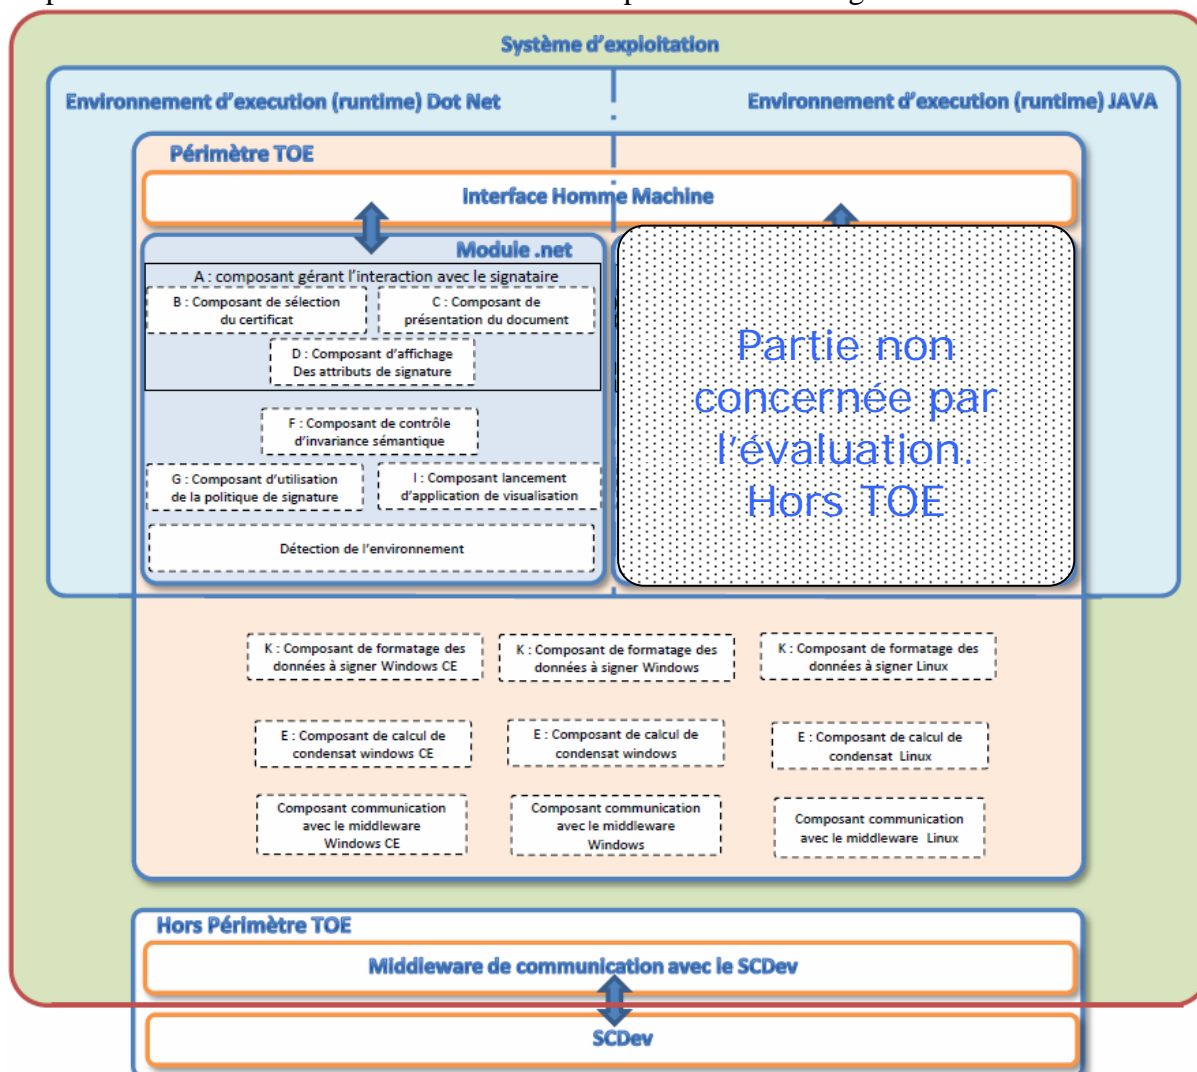 Système d'exploitation
Environnement d'execution (runtime) Dot Net
Environnement d'execution (runtime) JAVA
Périmètre TOE
Interface Homme Machine
Module .net
A : composant gérant l'interaction avec le signataire
B : Composant de sélection
du certificat
C : Composant de
présentation du document
D : Composant d'affichage
Des attributs de signature
F : Composant de contrôle
d'invariance sémantique
G : Composant d'utilisation
de la politique de signature
I : Composant lancement
d'application de visualisation
Détection de l'environnement
Partie non
concernée par
l'évaluation.
Hors TOE
K : Composant de formatage des
données à signer Windows CE
K : Composant de formatage des
données à signer Windows
K : Composant de formatage des
données à signer Linux
E : Composant de calcul de
condensat windows CE
E : Composant de calcul de
condensat windows
E : Composant de calcul de
condensat Linux
Composant communication
avec le middleware
Windows CE
Composant communication
avec le middleware
Windows
Composant communication
avec le middleware Linux
Hors Périmètre TOE
Middleware de communication avec le SCDev
SCDev